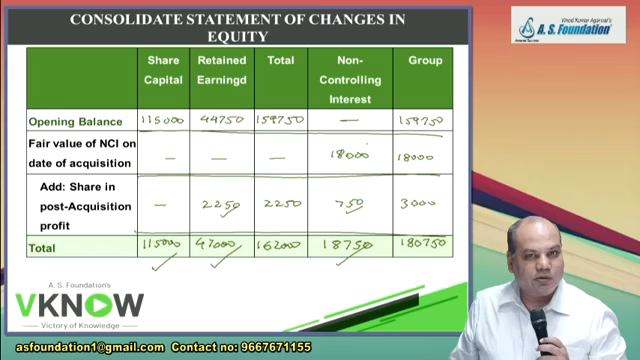 CONSOLIDATE STATEMENT OF CHANGES IN
EQUITY
Vinod Kumar Agarwal's
A. S. Foundation
Share Capital Retained Earningd Total Non-Controlling Interest Group
Opening Balance 115000 44750 159750 — 159750
Fair value of NCI on date of acquisition — — — 18000 18000
Add: Share in post-Acquisition profit — 2250 2250 750 3000
Total 115000 47000 162000 18750 180750
A. S. Foundation's
VKNOW
Victory of Knowledge
asfoundation1@gmail.com Contact no: 9667671155